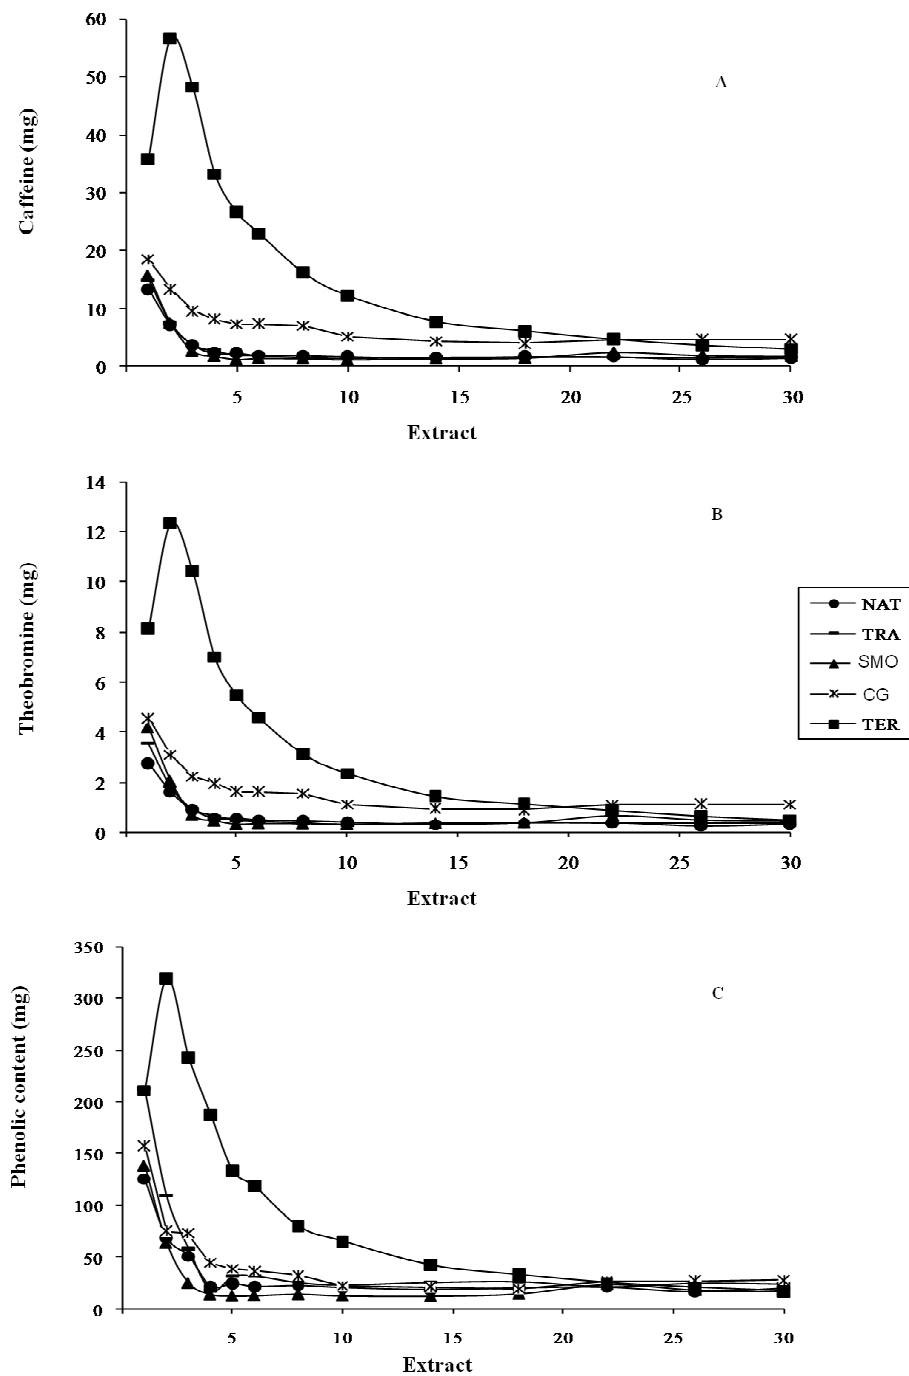 A
Caffeine (mg)
60
50
40
30
20
10
0
5 10 15 20 25 30
Extract
B
Theobromine (mg)
14
12
10
8
6
4
2
0
5 10 15 20 25 30
Extract
NAT
TRA
SMO
CG
TER
C
Phenolic content (mg)
350
300
250
200
150
100
50
0
5 10 15 20 25 30
Extract